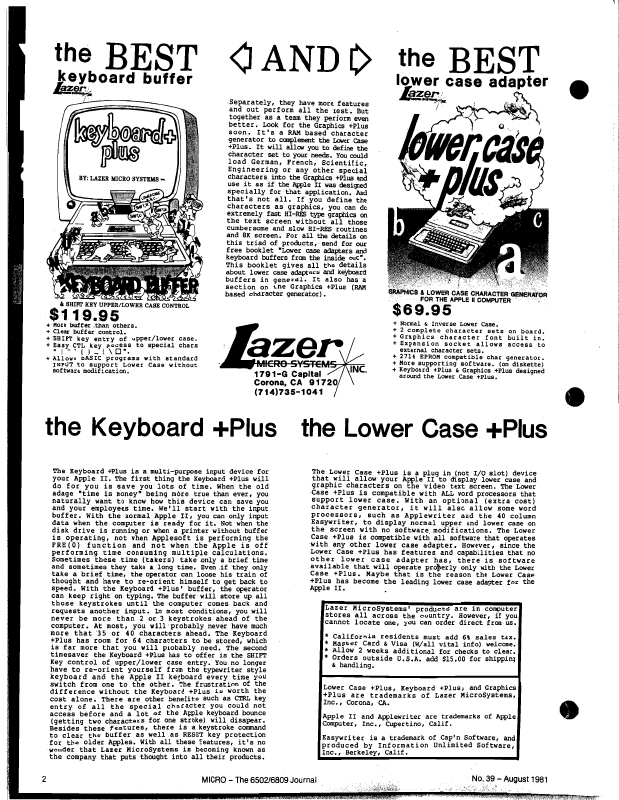 the BEST
keyboard buffer
Lazer
keyboard+
plus
BY: LAZER MICRO SYSTEMS
KEYBOARD BUFFER
& SHIFT KEY UPPER/LOWER CASE CONTROL
$119.95
+ More buffer than others.
+ Clear buffer control.
+ SHIFT key entry of upper/lower case.
+ Easy CTL key access to special chars
+ Allows BASIC programs with standard
INPUT to support Lower Case without
software modification.
AND
Separately, they have more features
and out perform all the rest. But
together as a team they perform even
better. Look for the Graphics +Plus
soon. It's a RAM based character
generator to complement the Lower Case
+Plus. It will allow you to define the
character set to your needs. You could
load German, French, Scientific,
Engineering or any other special
characters into the Graphics +Plus and
use it as if the Apple II was designed
specially for that application. And
that's not all. If you define the
characters as graphics, you can do
extremely fast HI-RES type graphics on
the text screen without all those
cumbersome and slow HI-RES routines
and 8K screen. For all the details on
this triad of products, send for our
free booklet "Lower case adapters and
keyboard buffers from the inside out".
This booklet gives all the details
about lower case adapters and keyboard
buffers in general. It also has a
section on the Graphics +Plus (RAM
based character generator).
Lazer
MICRO SYSTEMS
INC.
1791-G Capital
Corona, CA 91720
(714)735-1041
the BEST
lower case adapter
Lazer
lower case
+ plus
b
c
a
GRAPHICS & LOWER CASE CHARACTER GENERATOR
FOR THE APPLE II COMPUTER
$69.95
+ Normal & Inverse Lower Case.
+ 2 complete character sets on board.
+ Graphics character font built in.
+ Expansion socket allows access to
external character sets.
+ 2716 EPROM compatible char generator.
+ More supporting software. (on diskette)
+ Keyboard +Plus & Graphics +Plus designed
around the Lower Case +Plus.
the Keyboard +Plus
The Keyboard +Plus is a multi-purpose input device for
your Apple II. The first thing the Keyboard +Plus will
do for you is save you lots of time. When the old
adage "time is money" being more true than ever, you
naturally want to know how this device can save you
and your employees time. We'll start with the input
buffer. With the normal Apple II, you can only input
data when the computer is ready for it. Not when the
disk drive is running or when a printer without buffer
is operating, not when Applesoft is performing the
FRE(0) function and not when the Apple is off
performing time consuming multiple calculations.
Sometimes these time (takers) take only a brief time
and sometimes they take a long time. Even if they only
take a brief time, the operator can loose his train of
thought and have to re-orient himself to get back to
speed. With the Keyboard +Plus' buffer, the operator
can keep right on typing. The buffer will store up all
those keystrokes until the computer comes back and
requests another input. In most conditions, you will
never be more than 2 or 3 keystrokes ahead of the
computer. At most, you will probably never have much
more that 35 or 40 characters ahead. The Keyboard
+Plus has room for 64 characters to be stored, which
is far more that you will probably need. The second
timesaver the Keyboard +Plus has to offer is the SHIFT
Key control of upper/lower case entry. You no longer
have to re-orient yourself from the typewriter style
keyboard and the Apple II keyboard every time you
switch from one to the other. The frustration of the
difference without the Keyboard +Plus is worth the
cost alone. There are other benefits such as CTRL key
entry of all the special character you could not
access before and a lot of the Apple keyboard bounce
(getting two characters for one stroke) will disapear.
Besides these features, there is a keystroke command
to clear the buffer as well as RESET key protection
for the older Apples. With all these features, it's no
wonder that Lazer MicroSystems is becoming known as
the company that puts thought into all their products.
the Lower Case +Plus
The Lower Case +Plus is a plug in (not I/O slot) device
that will allow your Apple II to display lower case and
graphic characters on the video text screen. The Lower
Case +Plus is compatible with ALL word processors that
support lower case. With an optional (extra cost)
character generator, it will also allow some word
processors, such as Applewriter and the 40 column
Easywriter, to display normal upper and lower case on
the screen with no software modifications. The Lower
Case +Plus is compatible with all software that operates
with any other lower case adapter. However, since the
Lower Case +Plus has features and capabilities that no
other lower case adapter has, there is software
available that will operate properly only with the Lower
Case +Plus. Maybe that is the reason the Lower Case
+Plus has become the leading lower case adapter for the
Apple II.
Lazer MicroSystems' products are in computer
stores all across the country. However, if you
cannot locate one, you can order direct from us.
* California residents must add 6% sales tax.
* Master Card & Visa (W/all vital info) welcome.
* Allow 2 weeks additional for checks to clear.
* Orders outside U.S.A. add $15.00 for shipping
& handling.
Lower Case +Plus, Keyboard +Plus, and Graphics
+Plus are trademarks of Lazer MicroSystems,
Inc., Corona, CA.
Apple II and Applewriter are trademarks of Apple
Computer, Inc., Cupertino, Calif.
Easywriter is a trademark of Cap'n Software, and
produced by Information Unlimited Software,
Inc., Berkeley, Calif.
2
MICRO – The 6502/6809 Journal
No. 39 – August 1981